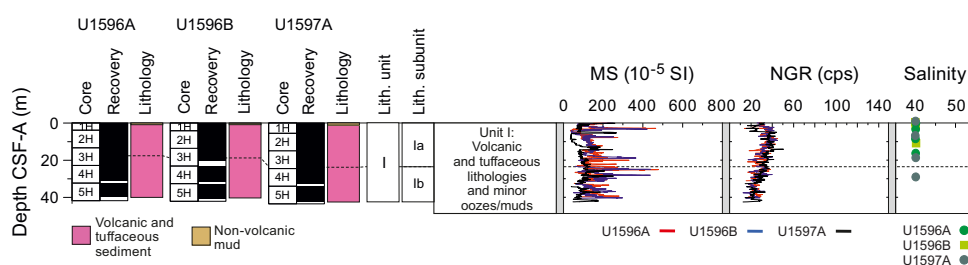 U1596A U1596B U1597A
Core Recovery Lithology Core Recovery Lithology Core Recovery Lithology Lith. unit Lith. subunit
MS (10-5 SI) NGR (cps) Salinity
0 200 400 600 800 20 60 100 140 40 50
Depth CSF-A (m)
0
20
40
1H 1H 1H
2H 2H 2H
3H 3H 3H
4H 4H 4H
5H 5H 5H
I
Ia
Ib
Unit I:
Volcanic
and tuffaceous
lithologies
and minor
oozes/muds
Volcanic and
tuffaceous
sediment
Non-volcanic
mud
U1596A U1596B U1597A
U1596A
U1596B
U1597A